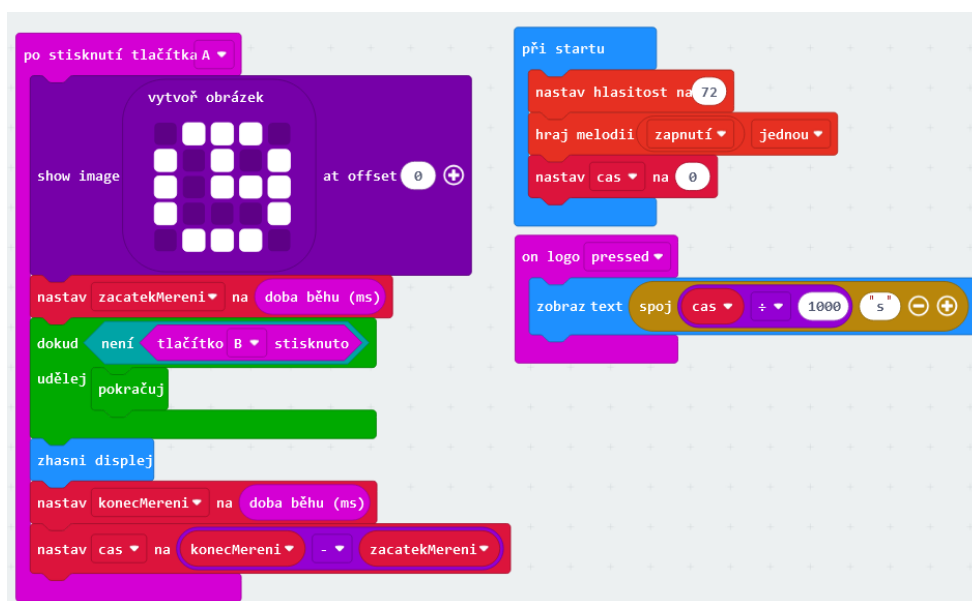 po stisknutí tlačítka A
vytvoř obrázek
show image
at offset 0
nastav zacatekMereni na doba běhu (ms)
dokud není tlačítko B stisknuto
udělej
pokračuj
zhasni displej
nastav konecMereni na doba běhu (ms)
nastav cas na konecMereni - zacatekMereni
při startu
nastav hlasitost na 72
hraj melodii zapnutí jednou
nastav cas na 0
on logo pressed
zobraz text spoj cas ÷ 1000 "s"